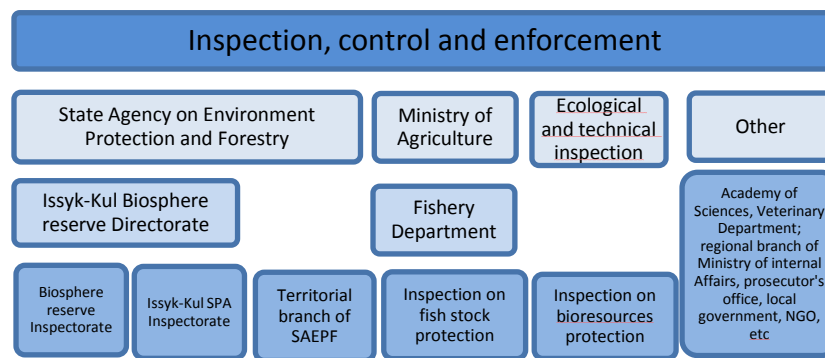 Inspection, control and enforcement
State Agency on Environment
Protection and Forestry
Ministry of
Agriculture
Ecological
and technical
inspection
Other
Issyk-Kul Biosphere
reserve Directorate
Fishery
Department
Academy of
Sciences, Veterinary
Department;
regional branch of
Ministry of internal
Affairs, prosecutor's
office, local
government, NGO,
etc
Biosphere
reserve
Inspectorate
Issyk-Kul SPA
Inspectorate
Territorial
branch of
SAEPF
Inspection on
fish stock
protection
Inspection on
bioresources
protection